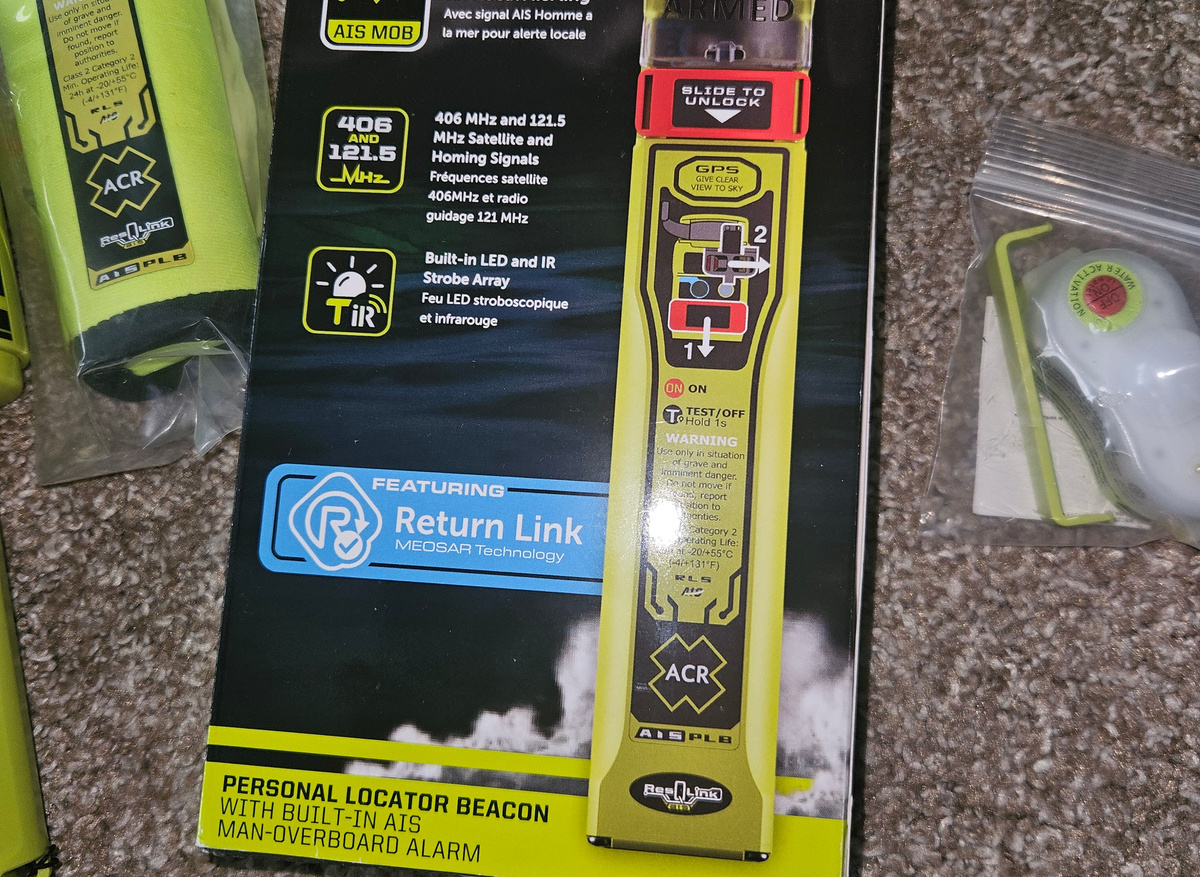 Use only in situation
of grave and
imminent danger.
Do not move if
found, report
position to
authorities.
Class 2 Category 2
Min. Operating Life:
24h at -20/+55°C
(-4/+131°F)
RLS
AIS
ACR
ResQLink
AIS
AIS PLB
AIS MOB
Avec signal AIS Homme a
la mer pour alerte locale
406
AND
121.5
MHz
406 MHz and 121.5
MHz Satellite and
Homing Signals
Fréquences satellite
406MHz et radio
guidage 121 MHz
TiR
Built-in LED and IR
Strobe Array
Feu LED stroboscopique
et infrarouge
FEATURING
Return Link
MEOSAR Technology
PERSONAL LOCATOR BEACON
WITH BUILT-IN AIS
MAN-OVERBOARD ALARM
ARMED
SLIDE TO
UNLOCK
GPS
GIVE CLEAR
VIEW TO SKY
2
1
ON ON
T TEST/OFF
Hold 1s
WARNING
Use only in situation
of grave and
imminent danger.
Do not move if
found, report
Category 2
-20/+55°C
(-4/+131°F)
RLS
AIS
ACR
AIS PLB
ResQLink
AIS
WATER ACTIVATION
OFF
ON